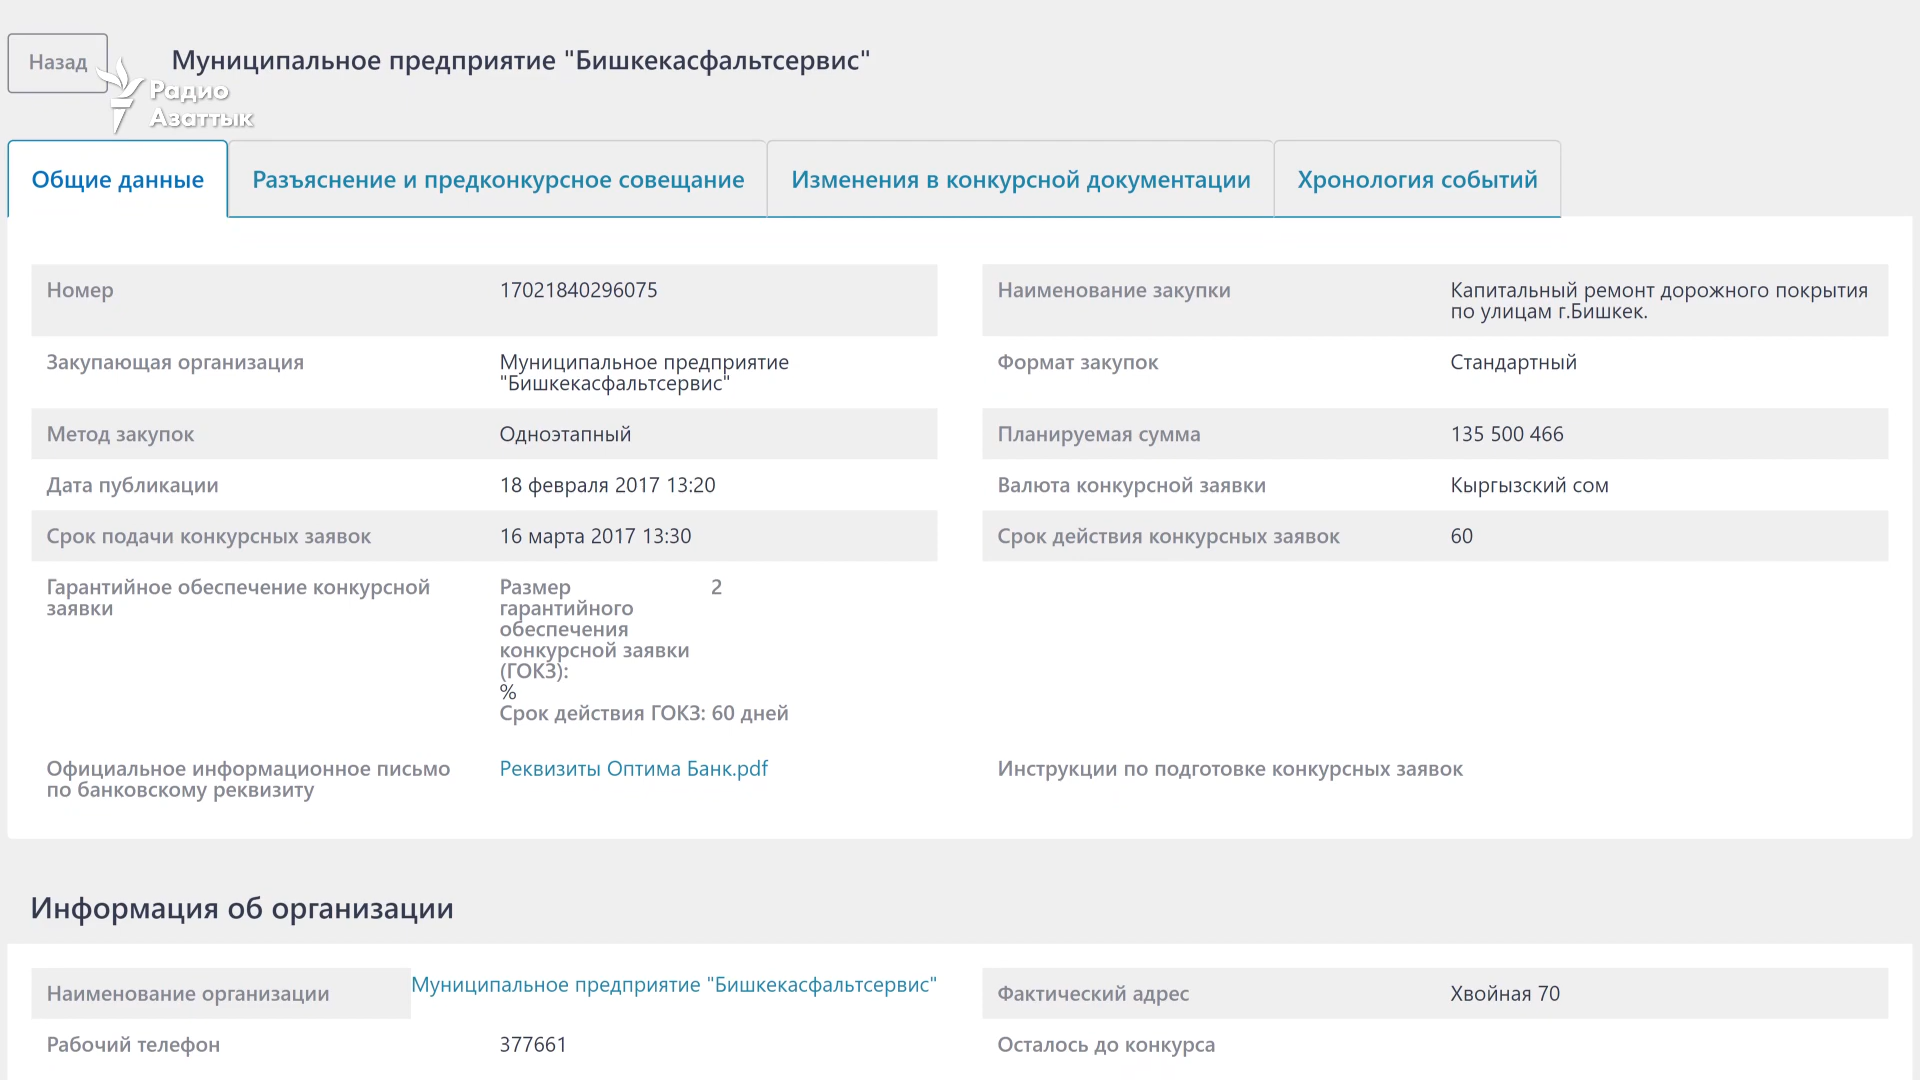 Назад
Муниципальное предприятие "Бишкекасфальтсервис"
Радио
Азаттык
Общие данные
Разъяснение и предконкурсное совещание
Изменения в конкурсной документации
Хронология событий
Номер
17021840296075
Наименование закупки
Капитальный ремонт дорожного покрытия
по улицам г.Бишкек.
Закупающая организация
Муниципальное предприятие
"Бишкекасфальтсервис"
Формат закупок
Стандартный
Метод закупок
Одноэтапный
Планируемая сумма
135 500 466
Дата публикации
18 февраля 2017 13:20
Валюта конкурсной заявки
Кыргызский сом
Срок подачи конкурсных заявок
16 марта 2017 13:30
Срок действия конкурсных заявок
60
Гарантийное обеспечение конкурсной
заявки
Размер
гарантийного
обеспечения
конкурсной заявки
(ГОКЗ):
2
%
Срок действия ГОКЗ: 60 дней
Официальное информационное письмо
по банковскому реквизиту
Реквизиты Оптима Банк.pdf
Инструкции по подготовке конкурсных заявок
Информация об организации
Наименование организации
Муниципальное предприятие "Бишкекасфальтсервис"
Фактический адрес
Хвойная 70
Рабочий телефон
377661
Осталось до конкурса